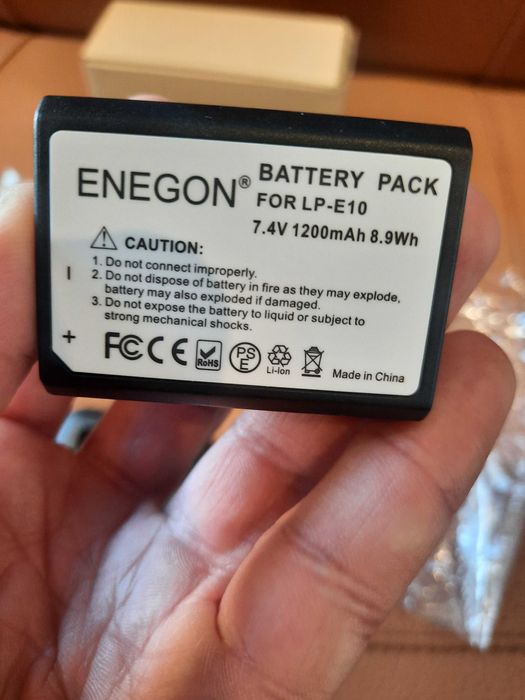 ENEGON®
BATTERY PACK
FOR LP-E10
7.4V 1200mAh 8.9Wh
CAUTION:
1. Do not connect improperly.
2. Do not dispose of battery in fire as they may explode,
battery may also exploded if damaged.
3. Do not expose the battery to liquid or subject to
strong mechanical shocks.
–
+
FC CE RoHS PSE Li-Ion Made in China